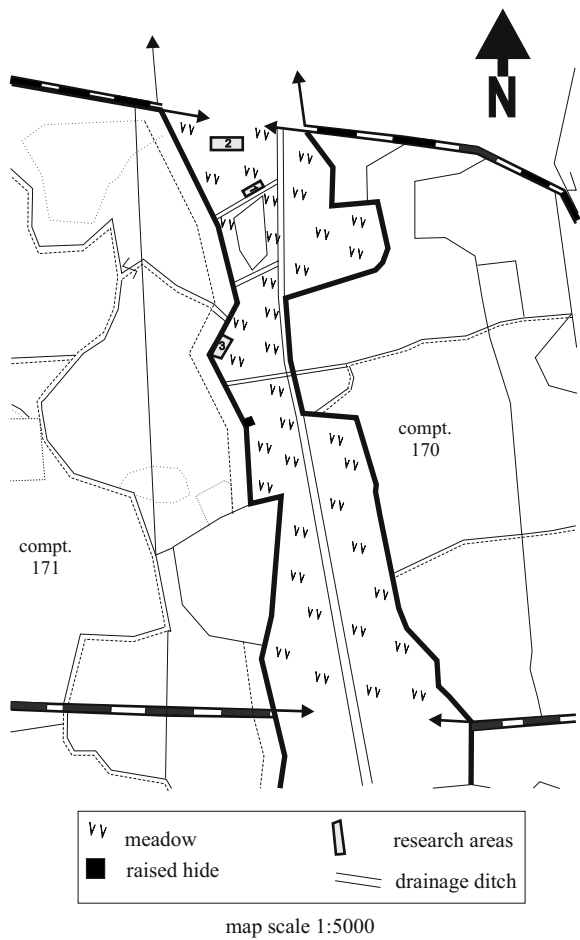 N
2
3
compt.
170
compt.
171
meadow
research areas
raised hide
drainage ditch
map scale 1:5000